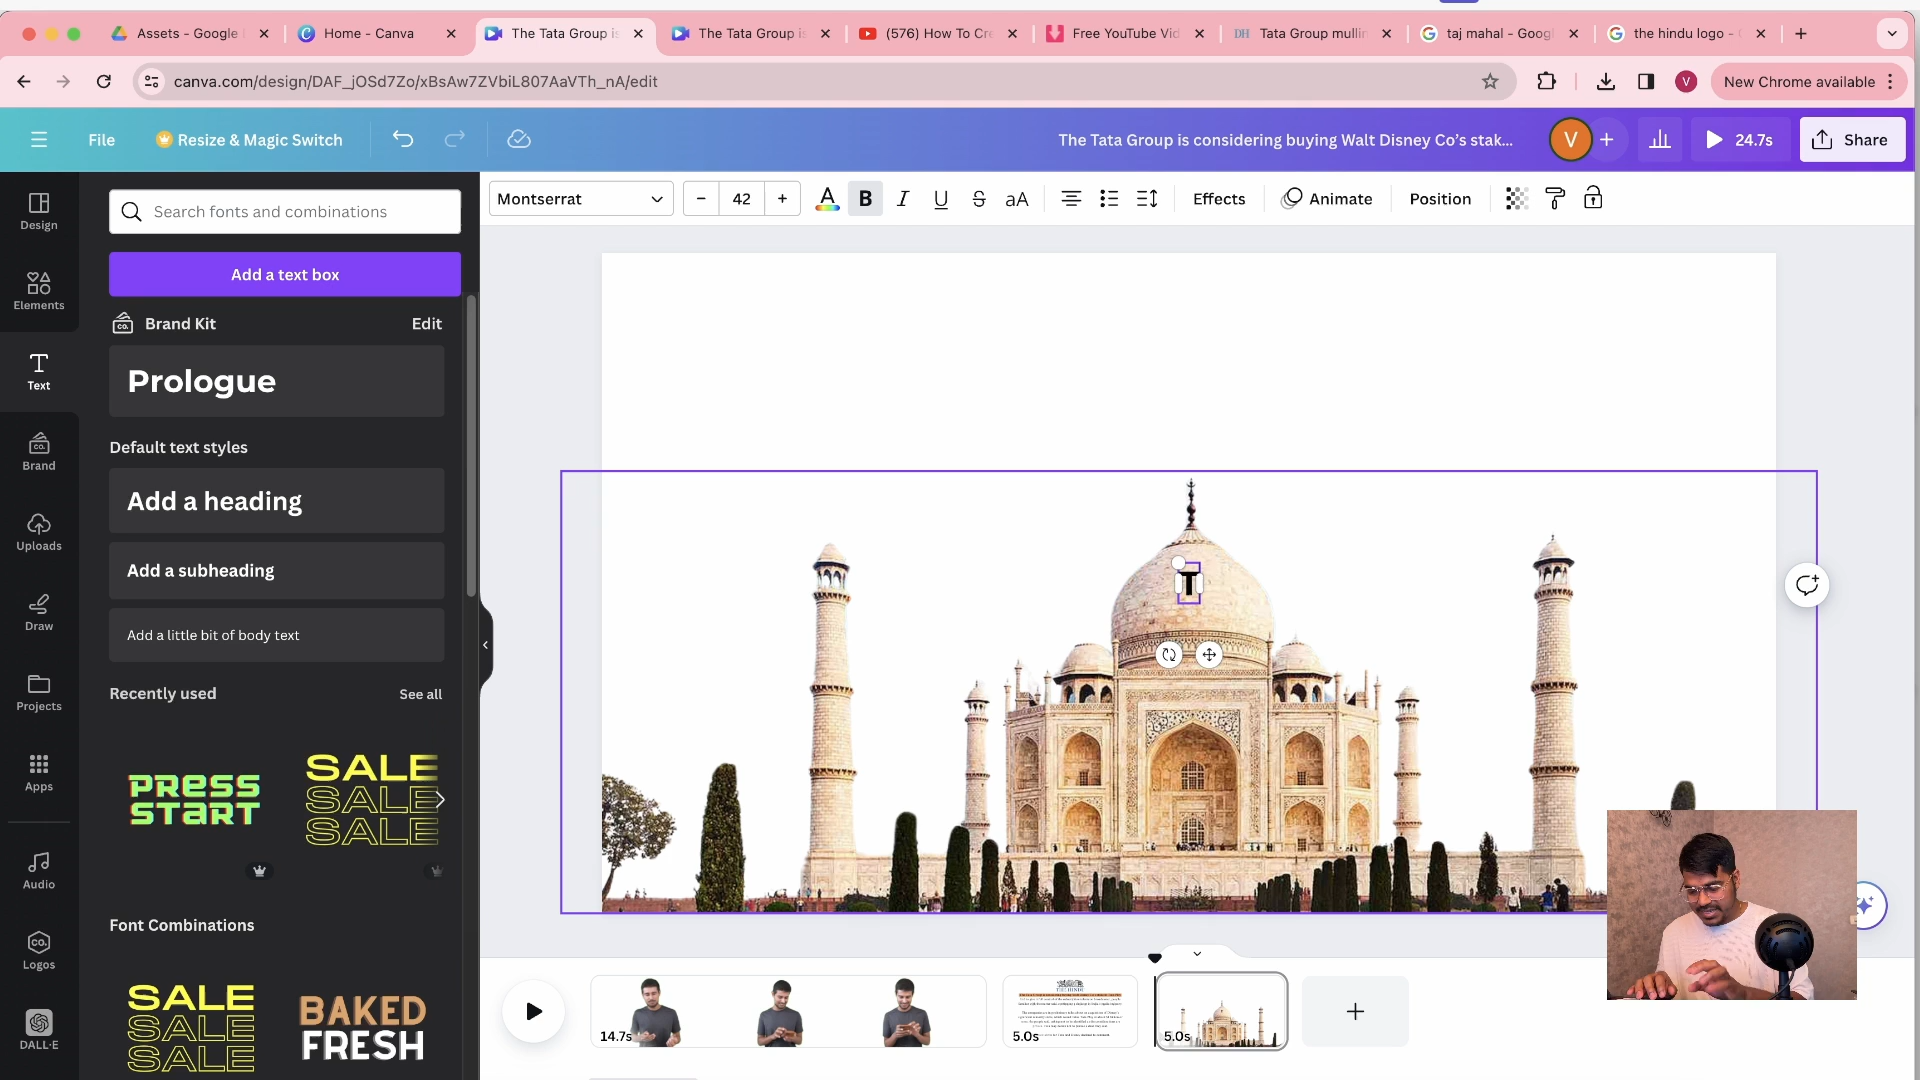 Assets - Google
Home - Canva
The Tata Group is
The Tata Group is
(576) How To Cre
Free YouTube Vid
Tata Group mullin
taj mahal - Goog
the hindu logo -
canva.com/design/DAF_jOSd7Zo/xBsAw7ZVbiL807AaVTh_nA/edit
V
New Chrome available
File
Resize & Magic Switch
The Tata Group is considering buying Walt Disney Co's stak...
V
24.7s
Share
Montserrat
42
A
B
I
U
S
aA
Effects
Animate
Position
Search fonts and combinations
Add a text box
Design
Elements
Text
Brand
Uploads
Draw
Projects
Apps
Audio
Logos
DALL·E
Brand Kit
Edit
Prologue
Default text styles
Add a heading
Add a subheading
Add a little bit of body text
Recently used
See all
PRESS
START
SALE
SALE
SALE
Font Combinations
SALE
SALE
SALE
BAKED
FRESH
T
14.7s
5.0s
5.0s